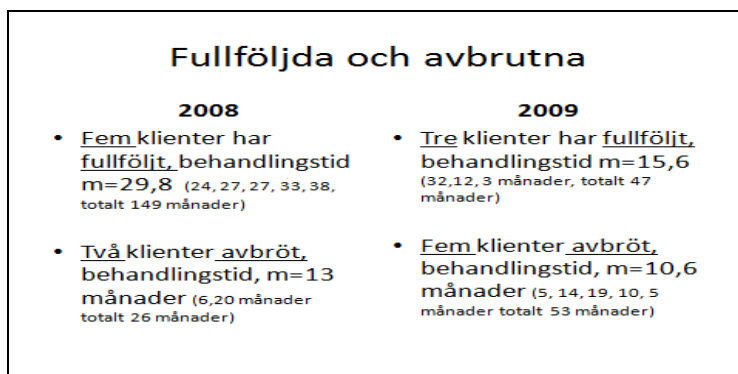 Fullföljda och avbrutna
2008
• Fem klienter har
fullföljt, behandlingstid
m=29,8 (24, 27, 27, 33, 38,
totalt 149 månader)
• Två klienter avbröt,
behandlingstid, m=13
månader (6,20 månader
totalt 26 månader)
2009
• Tre klienter har fullföljt,
behandlingstid m=15,6
(32,12, 3 månader, totalt 47
månader)
• Fem klienter avbröt,
behandlingstid, m=10,6
månader (5, 14, 19, 10, 5
månader totalt 53 månader)